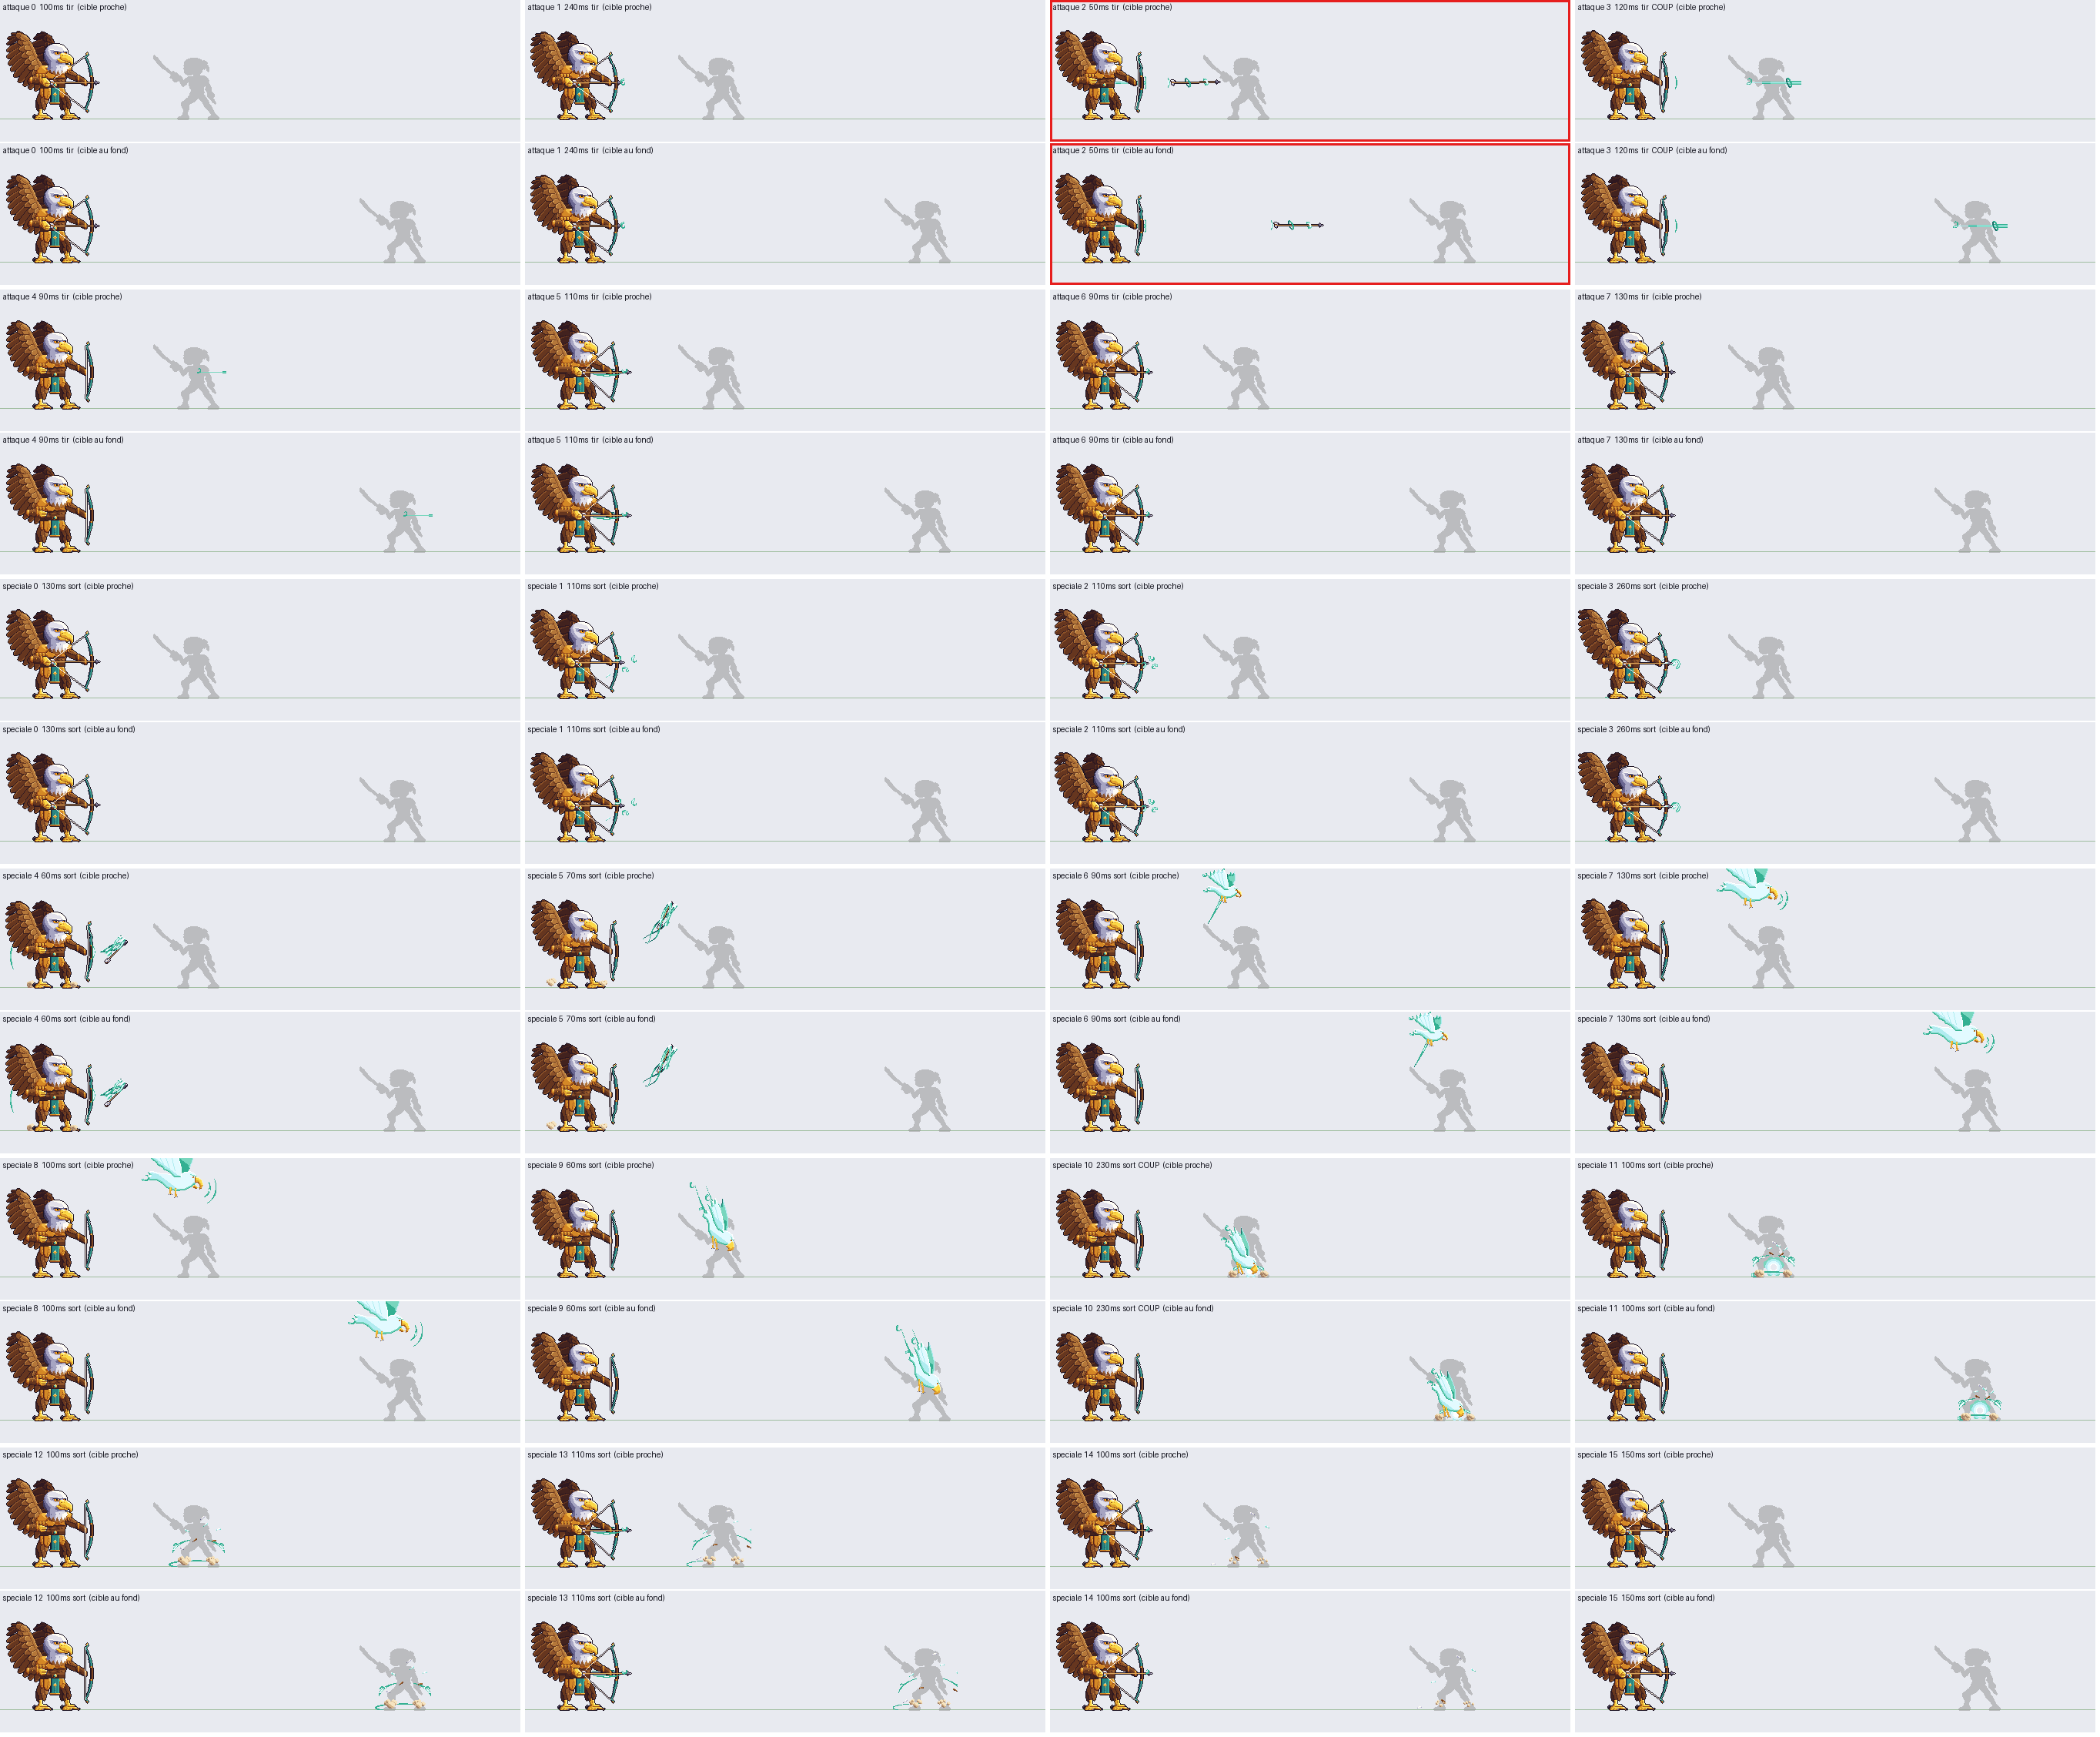 attaque 0 100ms tir (cible proche)
attaque 1 240ms tir (cible proche)
attaque 2 50ms tir (cible proche)
attaque 3 120ms tir COUP (cible proche)
attaque 0 100ms tir (cible au fond)
attaque 1 240ms tir (cible au fond)
attaque 2 50ms tir (cible au fond)
attaque 3 120ms tir COUP (cible au fond)
attaque 4 90ms tir (cible proche)
attaque 5 110ms tir (cible proche)
attaque 6 90ms tir (cible proche)
attaque 7 130ms tir (cible proche)
attaque 4 90ms tir (cible au fond)
attaque 5 110ms tir (cible au fond)
attaque 6 90ms tir (cible au fond)
attaque 7 130ms tir (cible au fond)
speciale 0 130ms sort (cible proche)
speciale 1 110ms sort (cible proche)
speciale 2 110ms sort (cible proche)
speciale 3 260ms sort (cible proche)
speciale 0 130ms sort (cible au fond)
speciale 1 110ms sort (cible au fond)
speciale 2 110ms sort (cible au fond)
speciale 3 260ms sort (cible au fond)
speciale 4 60ms sort (cible proche)
speciale 5 70ms sort (cible proche)
speciale 6 90ms sort (cible proche)
speciale 7 130ms sort (cible proche)
speciale 4 60ms sort (cible au fond)
speciale 5 70ms sort (cible au fond)
speciale 6 90ms sort (cible au fond)
speciale 7 130ms sort (cible au fond)
speciale 8 100ms sort (cible proche)
speciale 9 60ms sort (cible proche)
speciale 10 230ms sort COUP (cible proche)
speciale 11 100ms sort (cible proche)
speciale 8 100ms sort (cible au fond)
speciale 9 60ms sort (cible au fond)
speciale 10 230ms sort COUP (cible au fond)
speciale 11 100ms sort (cible au fond)
speciale 12 100ms sort (cible proche)
speciale 13 110ms sort (cible proche)
speciale 14 100ms sort (cible proche)
speciale 15 150ms sort (cible proche)
speciale 12 100ms sort (cible au fond)
speciale 13 110ms sort (cible au fond)
speciale 14 100ms sort (cible au fond)
speciale 15 150ms sort (cible au fond)